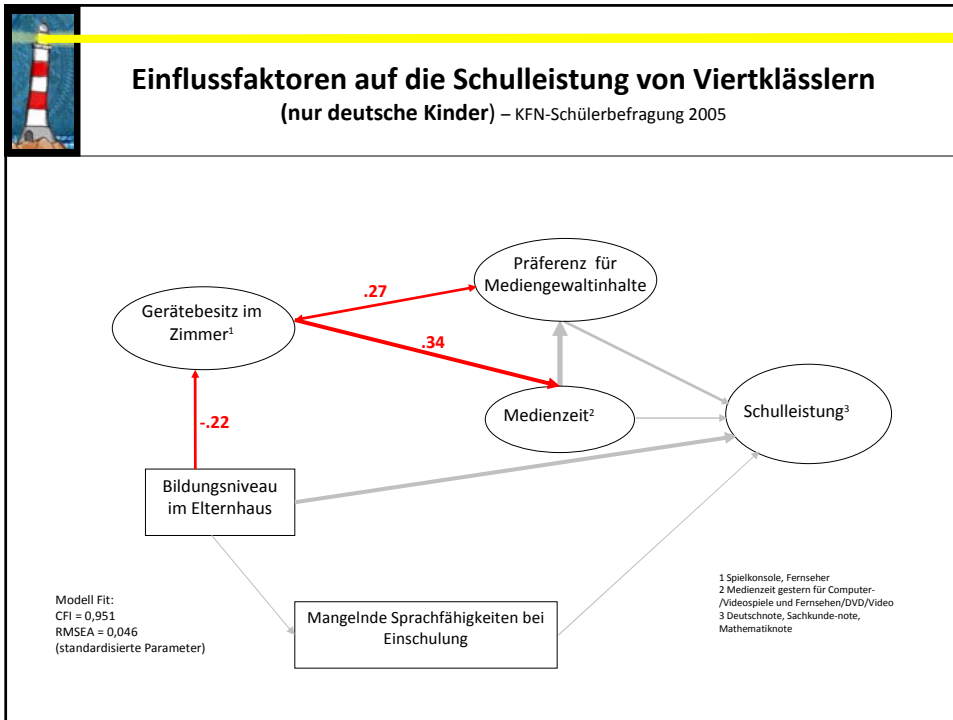 Einflussfaktoren auf die Schulleistung von Viertklässlern
(nur deutsche Kinder) – KFN-Schülerbefragung 2005
Präferenz für
Mediengewaltinhalte
.27
Gerätebesitz im
Zimmer¹
.34
Medienzeit²
Schulleistung³
-.22
Bildungsniveau
im Elternhaus
Mangelnde Sprachfähigkeiten bei
Einschulung
Modell Fit:
CFI = 0,951
RMSEA = 0,046
(standardisierte Parameter)
1 Spielkonsole, Fernseher
2 Medienzeit gestern für Computer-
/Videospiele und Fernsehen/DVD/Video
3 Deutschnote, Sachkunde-note,
Mathematiknote